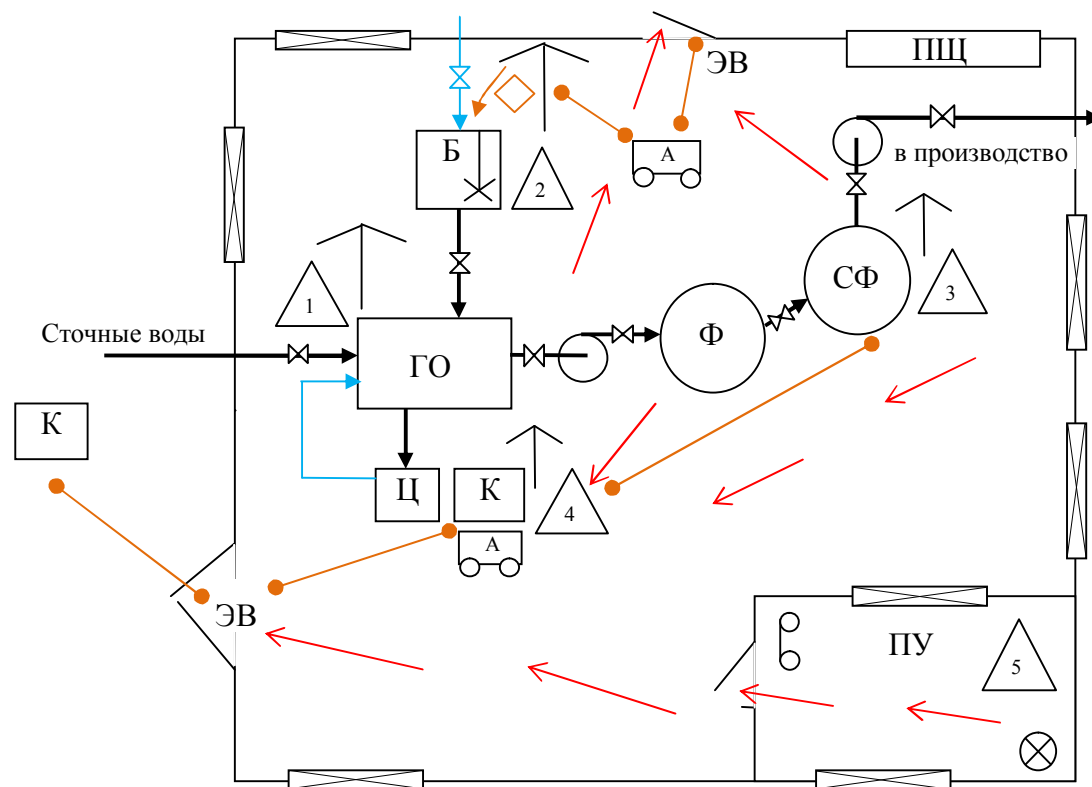 ПЩ
ЭВ
Б
А
2
в производство
1
СФ
3
Сточные воды
ГО
Ф
К
Ц
К
4
А
ЭВ
ПУ
5